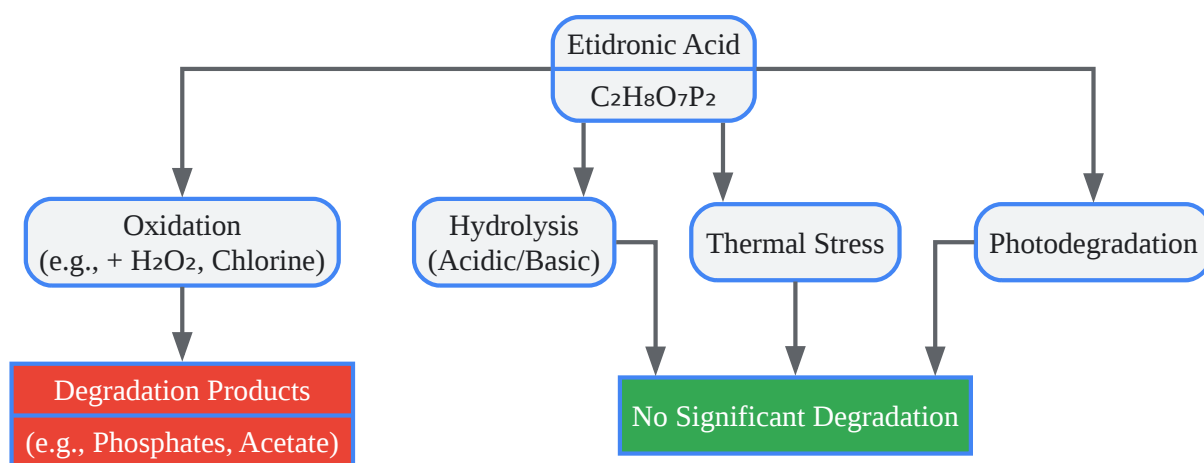 Etidronic Acid
C₂H₈O₇P₂
Oxidation
(e.g., + H₂O₂, Chlorine)
Hydrolysis
(Acidic/Basic)
Thermal Stress
Photodegradation
Degradation Products
(e.g., Phosphates, Acetate)
No Significant Degradation